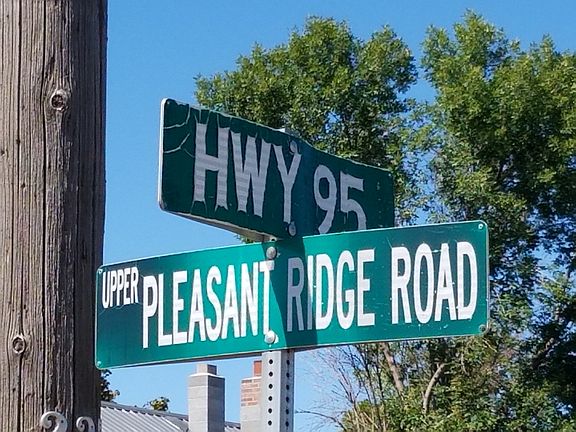 HWY 95
UPPER PLEASANT RIDGE ROAD